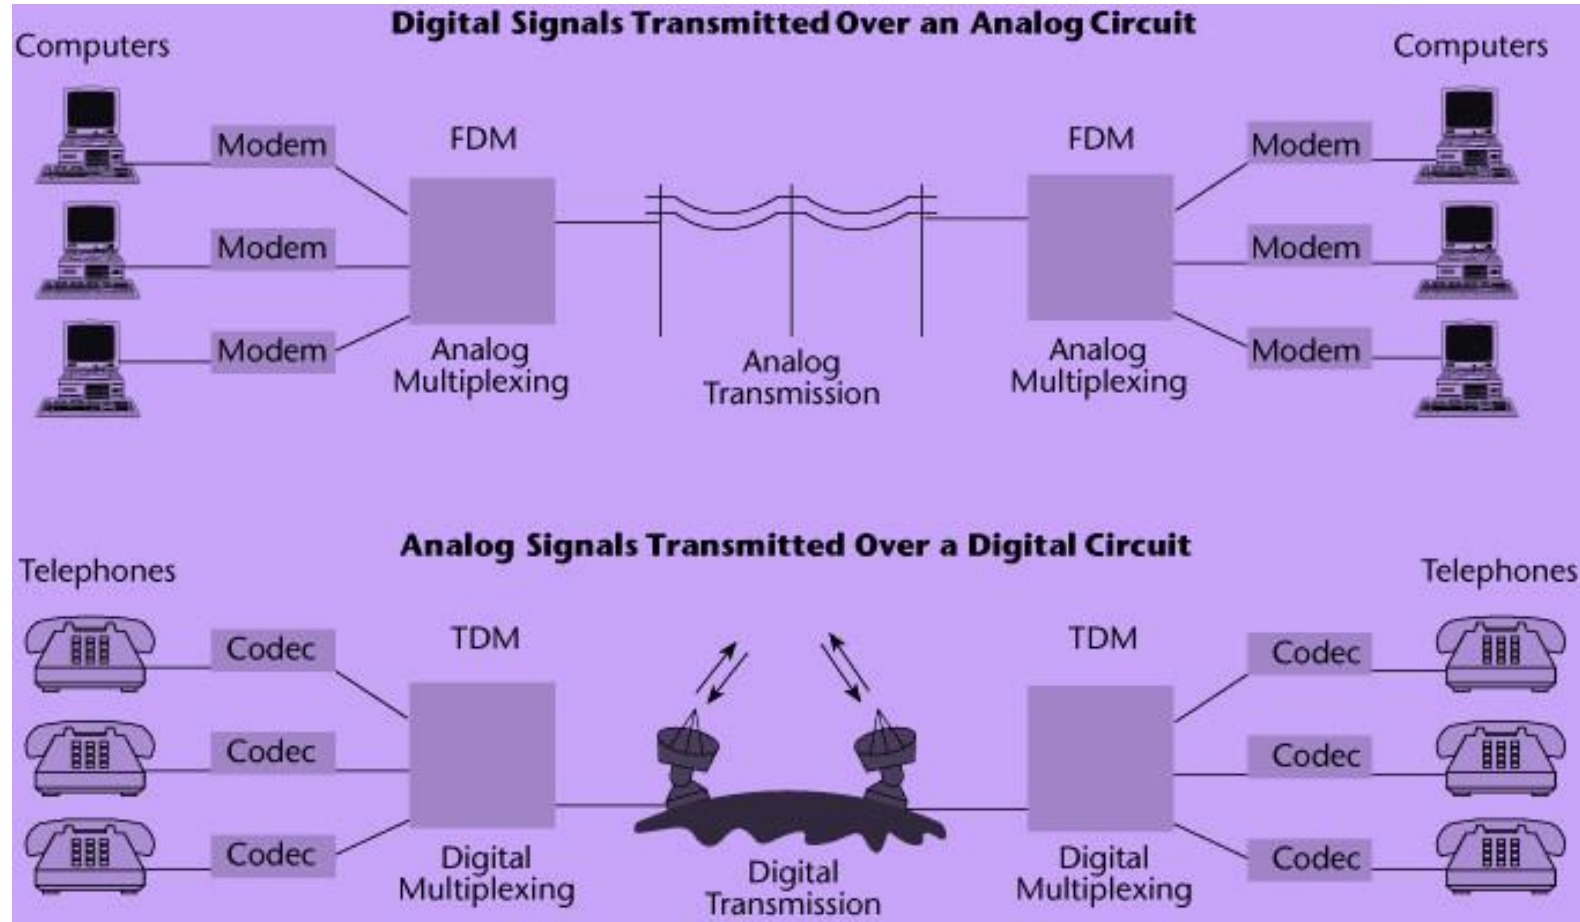 Digital Signals Transmitted Over an Analog Circuit
Computers
Computers
FDM
FDM
Modem
Modem
Modem
Modem
Modem
Modem
Analog
Multiplexing
Analog
Transmission
Analog
Multiplexing
Analog Signals Transmitted Over a Digital Circuit
Telephones
Telephones
TDM
TDM
Codec
Codec
Codec
Codec
Codec
Codec
Digital
Multiplexing
Digital
Transmission
Digital
Multiplexing